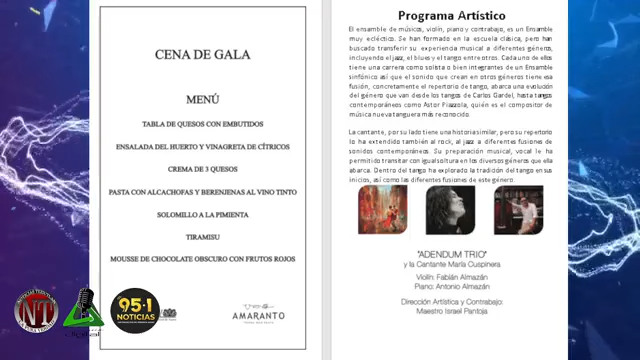 CENA DE GALA
MENÚ
TABLA DE QUESOS CON EMBUTIDOS
ENSALADA DEL HUERTO Y VINAGRETA DE CÍTRICOS
CREMA DE 3 QUESOS
PASTA CON ALCACHOFAS Y BERENJENAS AL VINO TINTO
SOLOMILLO A LA PIMIENTA
TIRAMISU
MOUSSE DE CHOCOLATE OBSCURO CON FRUTOS ROJOS
AMARANTO
Programa Artístico
El ensamble de músicos, violín, piano y contrabajo, es un Ensamble
muy ecléctico. Se han formado en la escuela clásica, pero han
buscado transferir su experiencia musical a diferentes géneros,
incluyendo el jazz, el blues y el tango entre otros. Cada uno de ellos
tiene una carrera como solista o bien integrantes de un Ensamble
sinfónico así que el sonido que crean en otros géneros tiene esa
fusión, concretamente el repertorio de tango, abarca una evolución
del género que van desde los tangos de Carlos Gardel, hasta tangos
contemporáneos como Astor Piazzola, quién es el compositor de
música nueva tanguera más reconocido.
La cantante, por su lado tiene una historia similar, pero su repertorio
lo ha extendido también al rock, al jazz a diferentes fusiones de
sonidos contemporáneos. Su preparación musical, vocal le ha
permitido transitar con igual soltura en los diversos géneros que ella
abarca. Dentro del tango ha explorado la tradición del tango en sus
inicios, así como las diferentes fusiones de este género.
"ADENDUM TRIO"
y la Cantante María Cuspinera
Violín: Fabián Almazán
Piano: Antonio Almazán
Dirección Artística y Contrabajo:
Maestro Israel Pantoja
NT
95.1
NOTICIAS